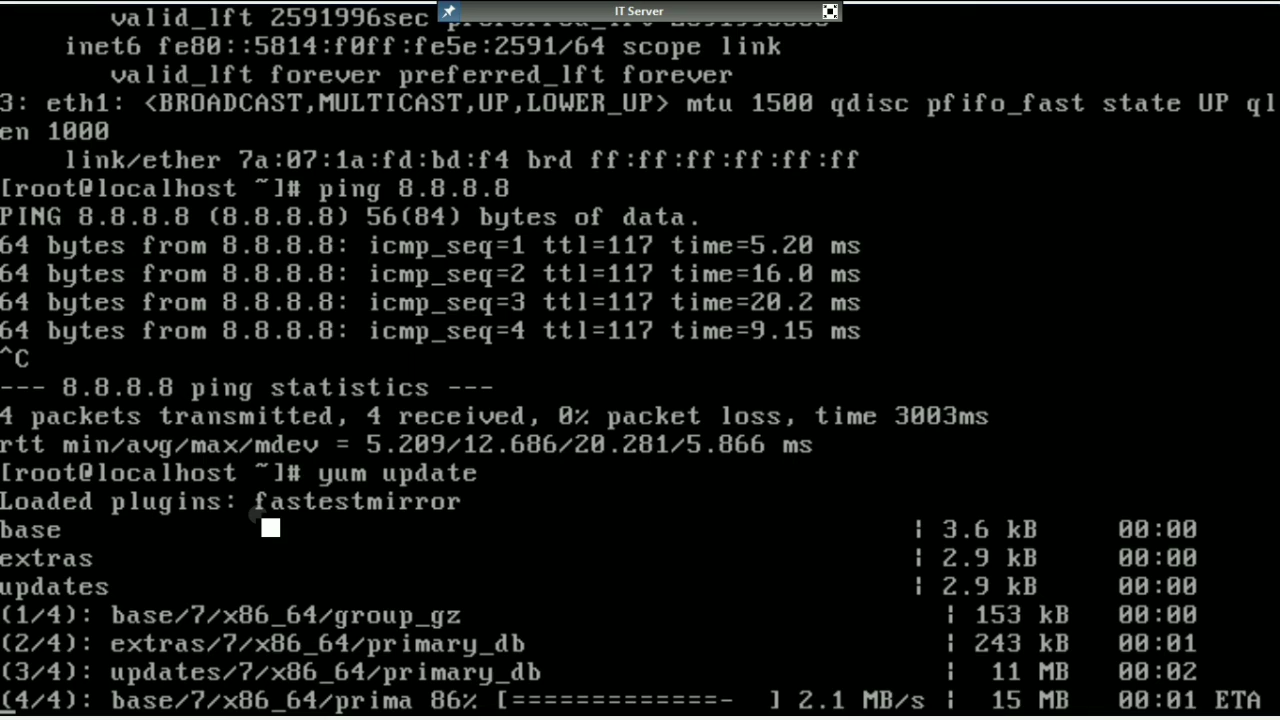 IT Server
valid_lft 2591996sec
inet6 fe80::5814:f0ff:fe5e:2591/64 scope link
valid_lft forever preferred_lft forever
3: eth1: <BROADCAST,MULTICAST,UP,LOWER_UP> mtu 1500 qdisc pfifo_fast state UP ql
en 1000
link/ether 7a:07:1a:fd:bd:f4 brd ff:ff:ff:ff:ff:ff
[root@localhost ~]# ping 8.8.8.8
PING 8.8.8.8 (8.8.8.8) 56(84) bytes of data.
64 bytes from 8.8.8.8: icmp_seq=1 ttl=117 time=5.20 ms
64 bytes from 8.8.8.8: icmp_seq=2 ttl=117 time=16.0 ms
64 bytes from 8.8.8.8: icmp_seq=3 ttl=117 time=20.2 ms
64 bytes from 8.8.8.8: icmp_seq=4 ttl=117 time=9.15 ms
^C
--- 8.8.8.8 ping statistics ---
4 packets transmitted, 4 received, 0% packet loss, time 3003ms
rtt min/avg/max/mdev = 5.209/12.686/20.281/5.866 ms
[root@localhost ~]# yum update
Loaded plugins: fastestmirror
base | 3.6 kB 00:00
extras | 2.9 kB 00:00
updates | 2.9 kB 00:00
(1/4): base/7/x86_64/group_gz | 153 kB 00:00
(2/4): extras/7/x86_64/primary_db | 243 kB 00:01
(3/4): updates/7/x86_64/primary_db | 11 MB 00:02
(4/4): base/7/x86_64/prima 86% [=============- ] 2.1 MB/s | 15 MB 00:01 ETA